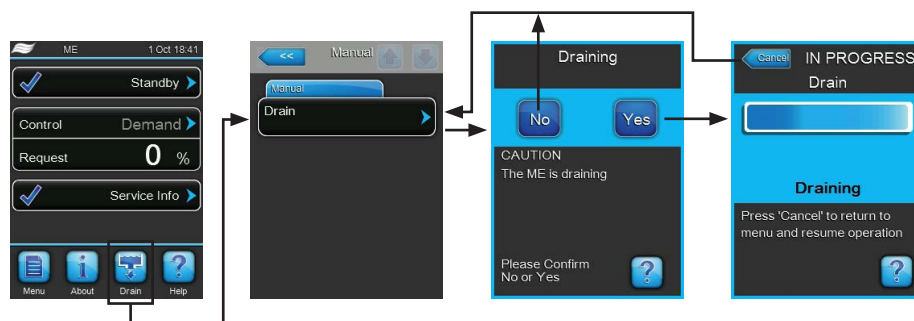 ME 1 Oct 18:41
Standby
Control Demand
Request 0 %
Service Info
Menu About Drain Help
<< Manual
Manual
Drain
Draining
No Yes
CAUTION
The ME is draining
Please Confirm
No or Yes
?
Cancel IN PROGRESS
Drain
Draining
Press 'Cancel' to return to
menu and resume operation
?